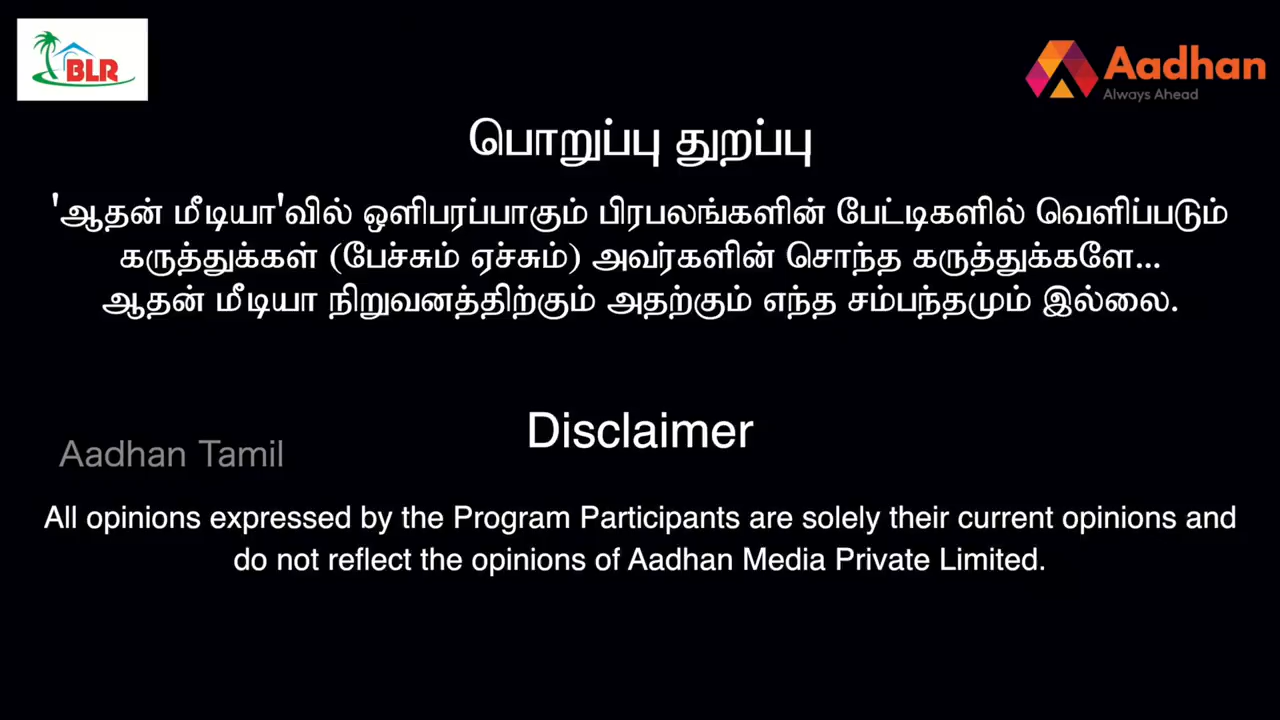 BLR
Aadhan
Always Ahead
பொறுப்பு துறப்பு
'ஆதன் மீடியா'வில் ஒளிபரப்பாகும் பிரபலங்களின் பேட்டிகளில் வெளிப்படும்
கருத்துக்கள் (பேச்சும் ஏச்சும்) அவர்களின் சொந்த கருத்துக்களே...
ஆதன் மீடியா நிறுவனத்திற்கும் அதற்கும் எந்த சம்பந்தமும் இல்லை.
Disclaimer
Aadhan Tamil
All opinions expressed by the Program Participants are solely their current opinions and
do not reflect the opinions of Aadhan Media Private Limited.